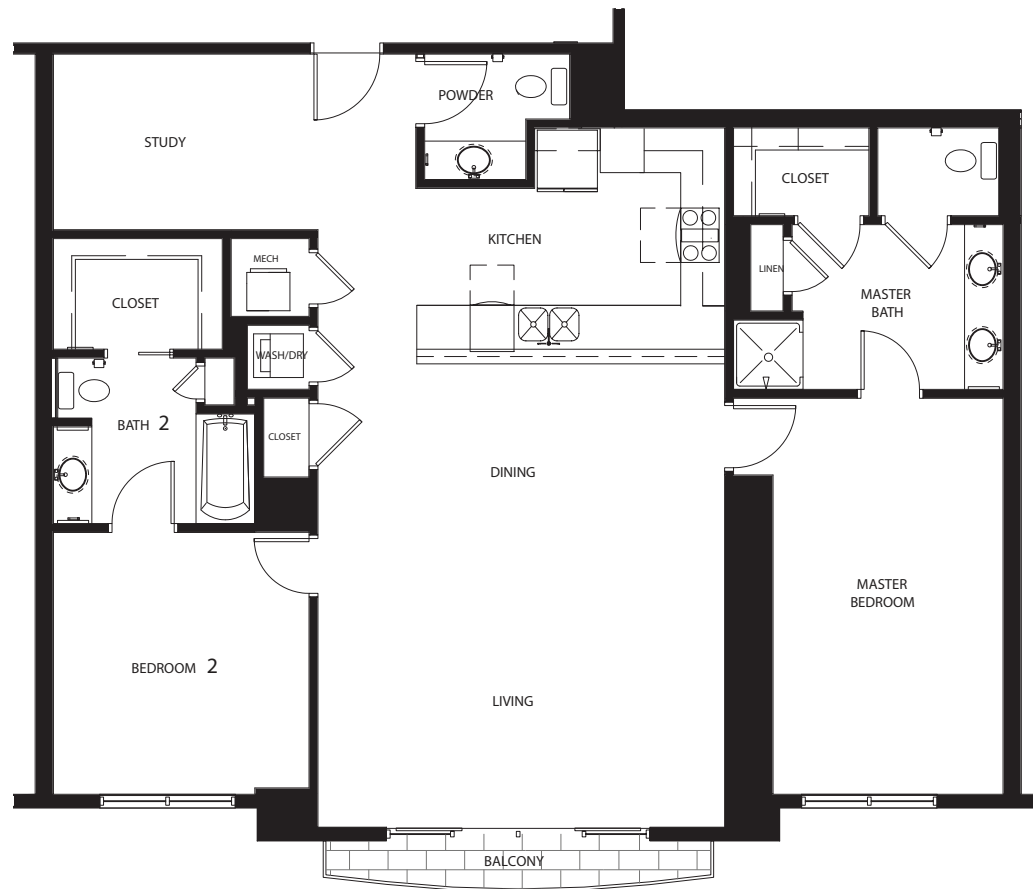 POWDER
STUDY
CLOSET
KITCHEN
MECH
LINEN
MASTER
BATH
CLOSET
WASH/DRY
BATH 2
CLOSET
DINING
MASTER
BEDROOM
BEDROOM 2
LIVING
BALCONY